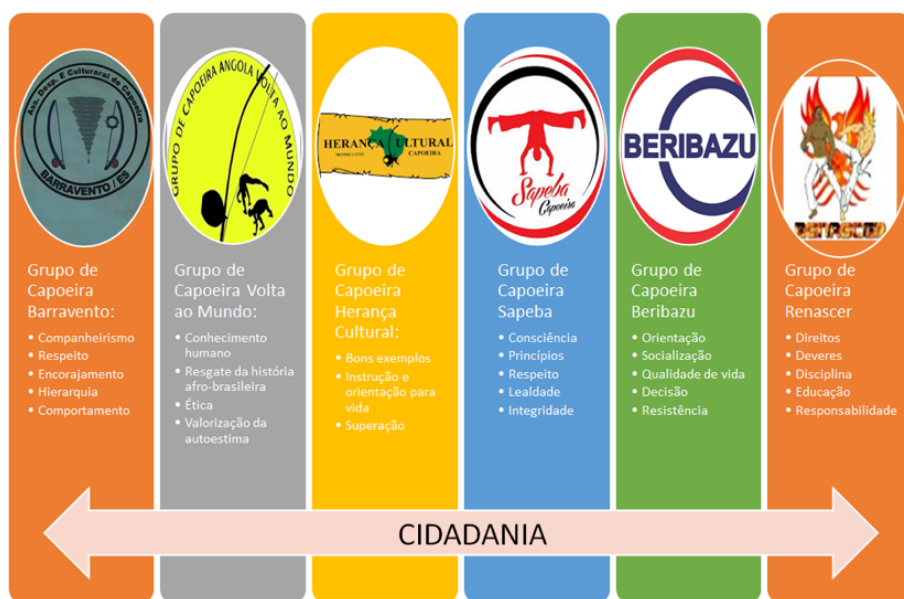 Ass. Desp. E Culturaral de Capoeira
BARRAVENTO / ES
Grupo de
Capoeira
Barravento:
• Companheirismo
• Respeito
• Encorajamento
• Hierarquia
• Comportamento
GRUPO DE CAPOEIRA ANGOLA VOLTA AO MUNDO
Grupo de
Capoeira Volta
ao Mundo:
• Conhecimento
humano
• Resgate da história
afro-brasileira
• Ética
• Valorização da
autoestima
HERANÇA CULTURAL
CAPOEIRA
Grupo de
Capoeira
Herança
Cultural:
• Bons exemplos
• Instrução e
orientação para
vida
• Superação
Sapeba
Capoeira
Grupo de
Capoeira
Sapeba
• Consciência
• Princípios
• Respeito
• Lealdade
• Integridade
BERIBAZU
Grupo de
Capoeira
Beribazu
• Orientação
• Socialização
• Qualidade de vida
• Decisão
• Resistência
Grupo de
Capoeira
Renascer
• Direitos
• Deveres
• Disciplina
• Educação
• Responsabilidade
CIDADANIA